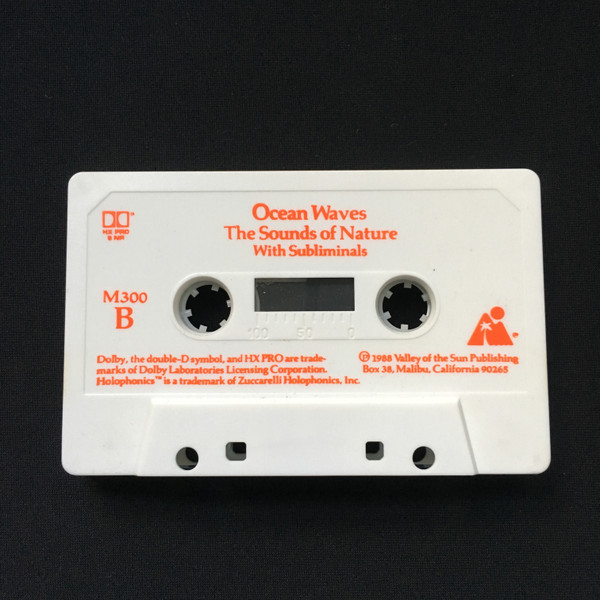 Ocean Waves
The Sounds of Nature
With Subliminals
HX PRO
B NR
M300
B
100 50 0
Dolby, the double-D symbol, and HX PRO are trade-
marks of Dolby Laboratories Licensing Corporation.
Holophonics™ is a trademark of Zuccarelli Holophonics, Inc.
℗ 1988 Valley of the Sun Publishing
Box 38, Malibu, California 90265